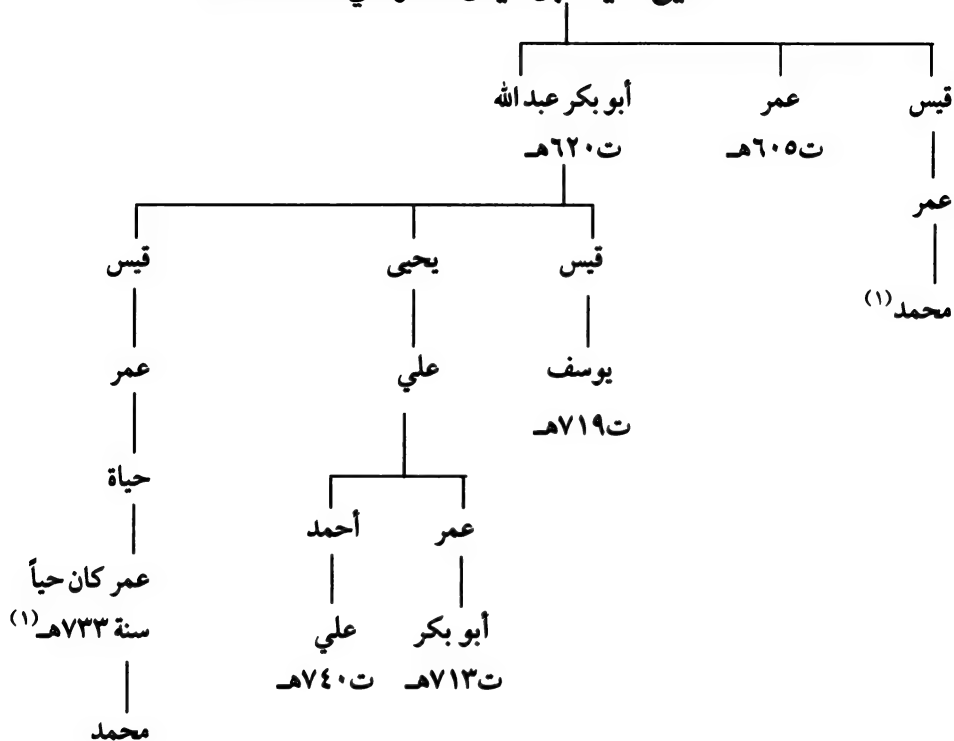 قيس عمر أبو بكر عبد الله
ت٦٠٥هـ ت٦٢٠هـ
عمر
قيس يحيى قيس
محمد(١)
يوسف علي عمر
ت٧١٩هـ
حياة
عمر أحمد
عمر كان حياً
أبو بكر علي سنة ٧٣٣هـ(١)
ت٧١٣هـ ت٧٤٠هـ
محمد